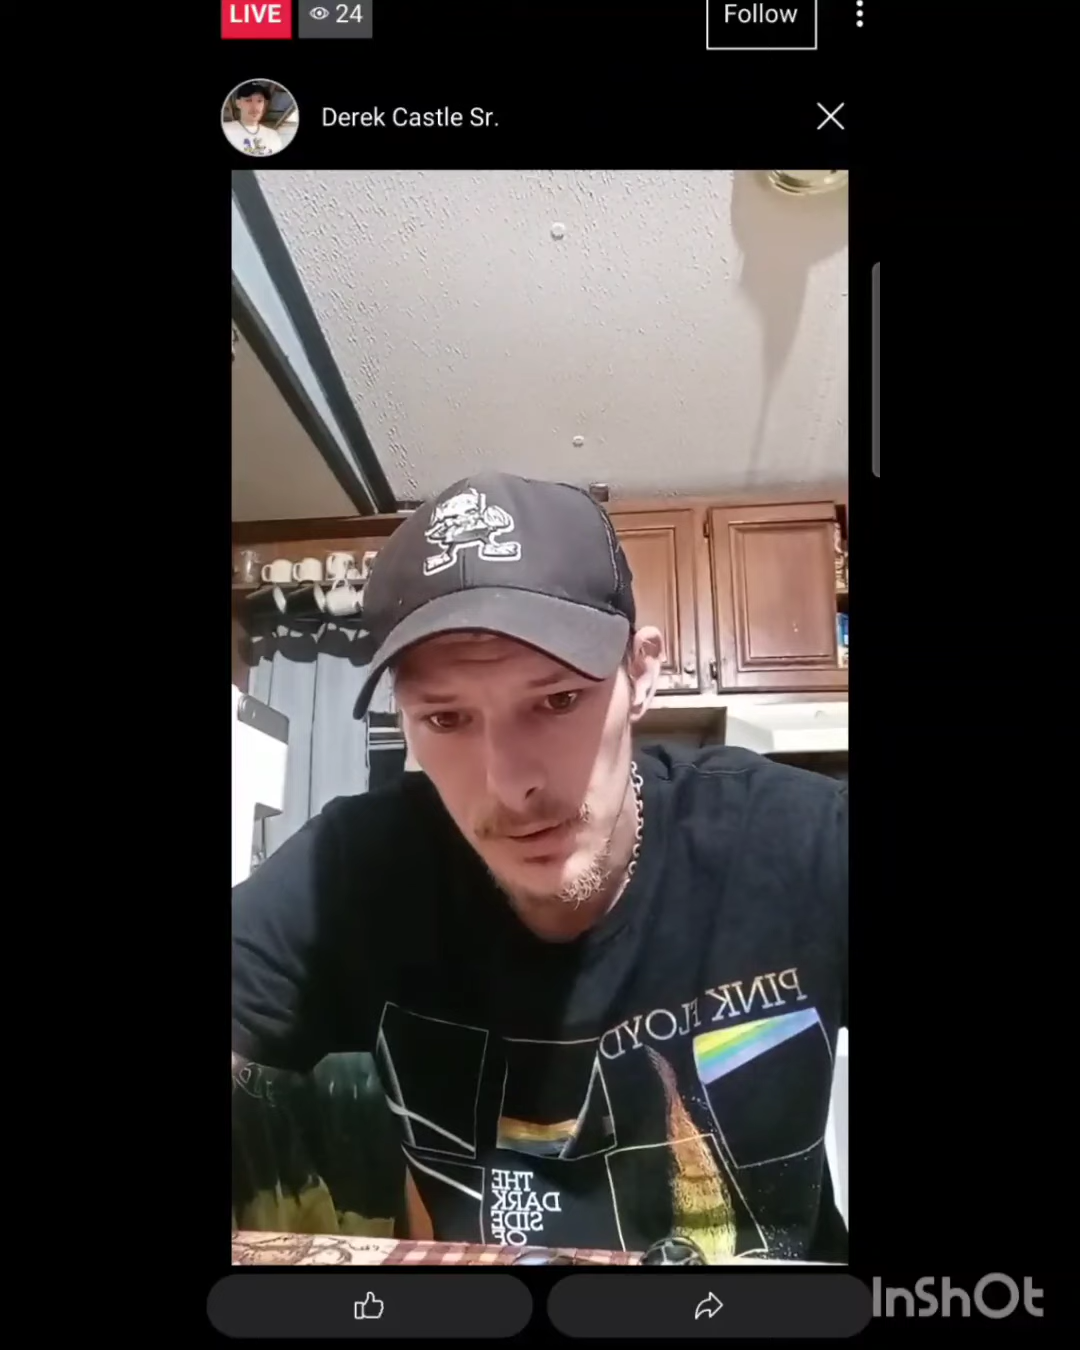 LIVE 24 Follow
Derek Castle Sr.
PINK FLOYD
THE
DARK
SIDE
OF
InShOt